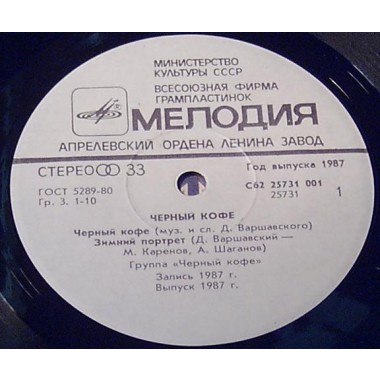 МИНИСТЕРСТВО
КУЛЬТУРЫ СССР
ВСЕСОЮЗНАЯ ФИРМА
ГРАМПЛАСТИНОК
МЕЛОДИЯ
АПРЕЛЕВСКИЙ ОРДЕНА ЛЕНИНА ЗАВОД
СТЕРЕО 33
Год выпуска 1987
ГОСТ 5289-80
Гр. 3. 1-10
С62 25731 001
25731
1
ЧЕРНЫЙ КОФЕ
Черный кофе (муз. и сл. Д. Варшавского)
Зимний портрет (Д. Варшавский —
М. Каренов, А. Шаганов)
Группа «Черный кофе»
Запись 1987 г.
Выпуск 1987 г.